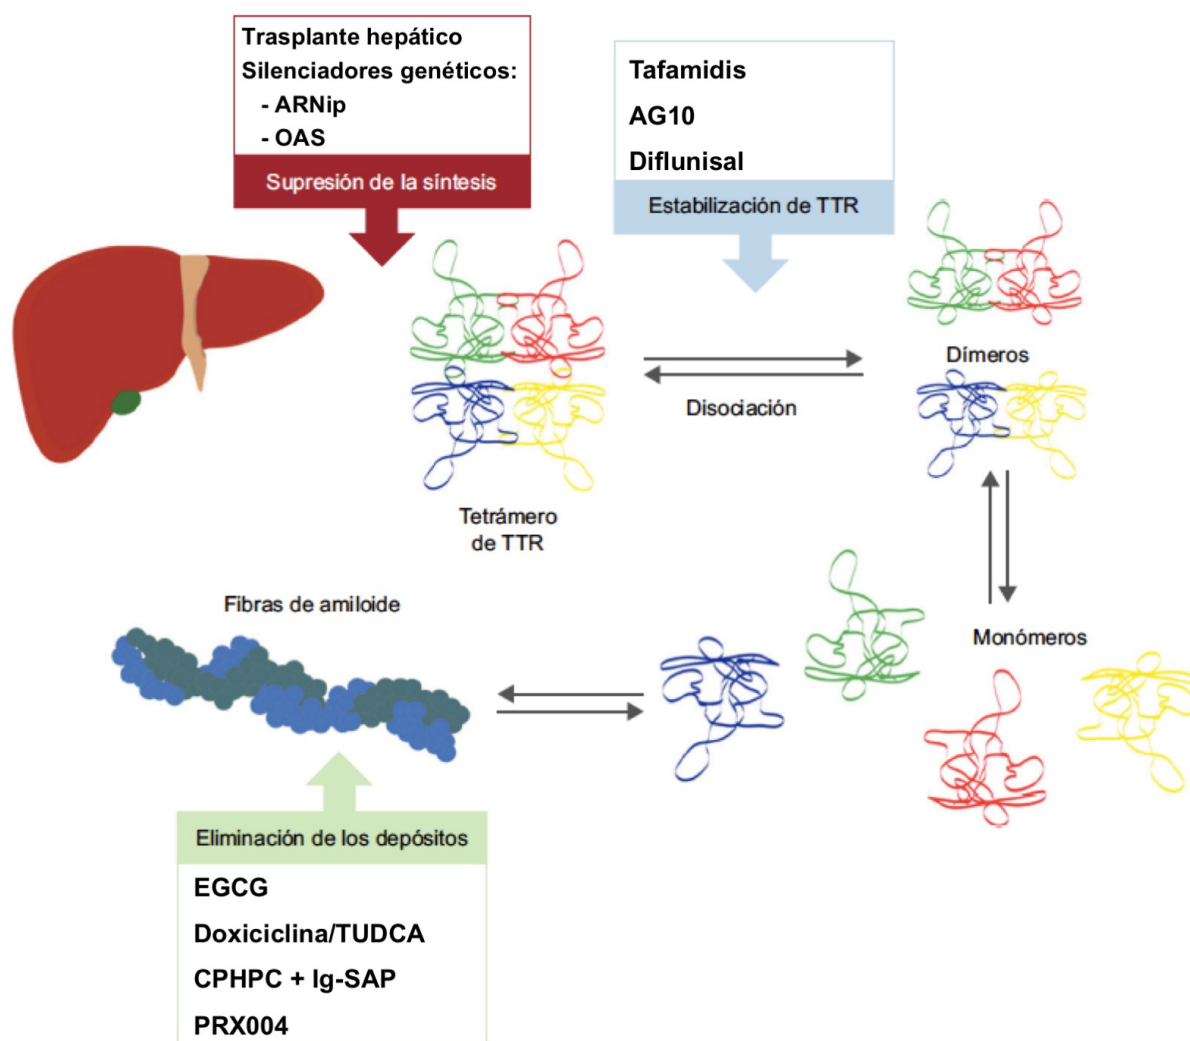 Trasplante hepático
Silenciadores genéticos:
- ARNip
- OAS
Supresión de la síntesis
Tafamidis
AG10
Diflunisal
Estabilización de TTR
Dímeros
Disociación
Tetrámero
de TTR
Monómeros
Fibras de amiloide
Eliminación de los depósitos
EGCG
Doxiciclina/TUDCA
CPHPC + Ig-SAP
PRX004